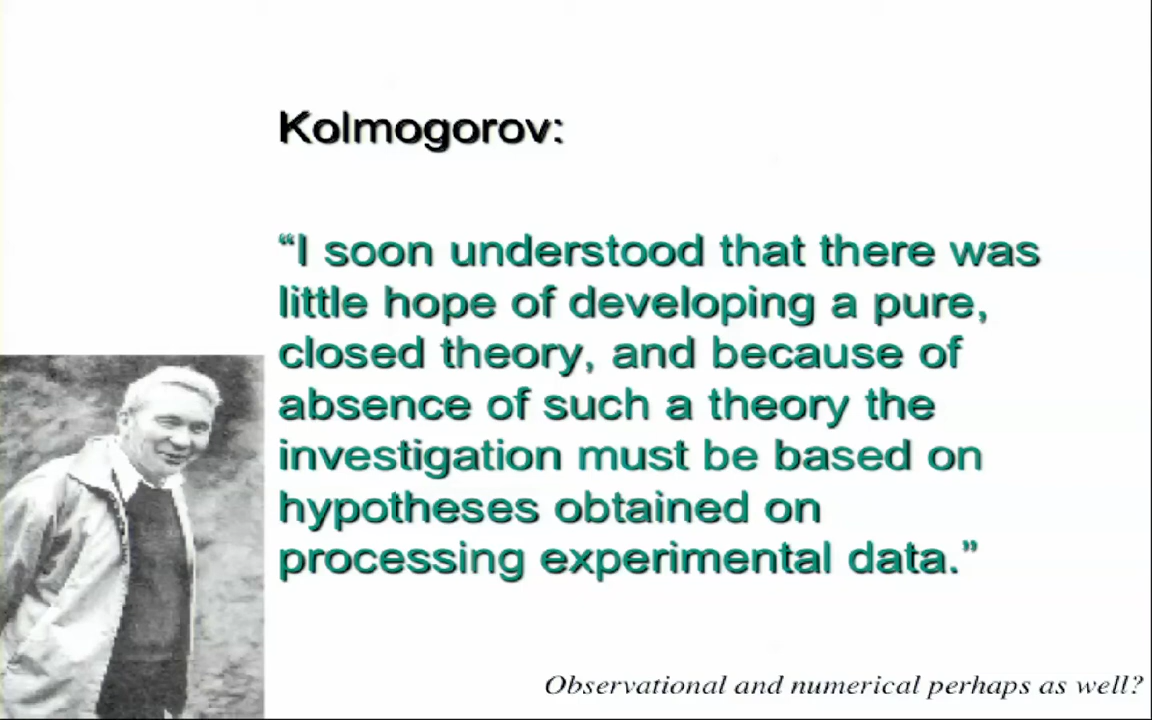 Kolmogorov:
“I soon understood that there was
little hope of developing a pure,
closed theory, and because of
absence of such a theory the
investigation must be based on
hypotheses obtained on
processing experimental data.”
Observational and numerical perhaps as well?